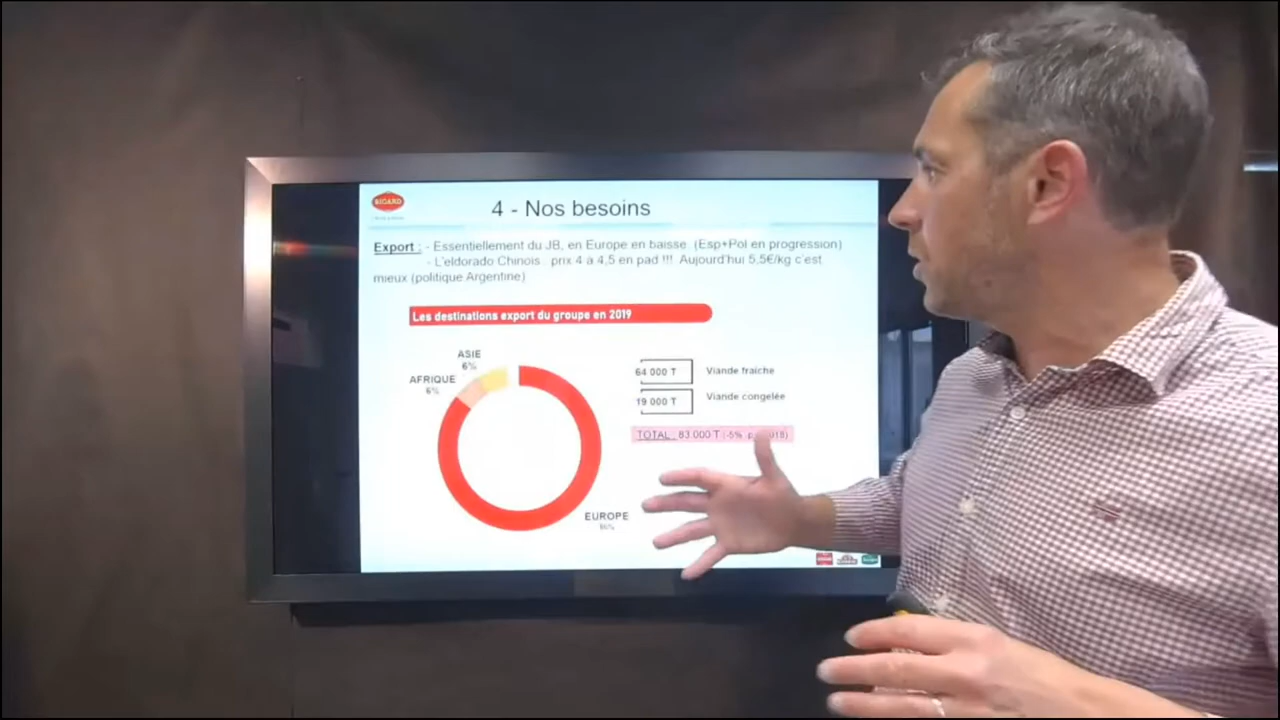 BIGARD
4 - Nos besoins
Export : - Essentiellement du JB, en Europe en baisse. (Esp+Pol en progression)
- L'eldorado Chinois : prix 4 à 4,5 en pad !!! Aujourd'hui 5,5€/kg c'est
mieux (politique Argentine)
Les destinations export du groupe en 2019
ASIE
6%
AFRIQUE
6%
64 000 T Viande fraiche
19 000 T Viande congelée
TOTAL : 83.000 T (-5%
EUROPE